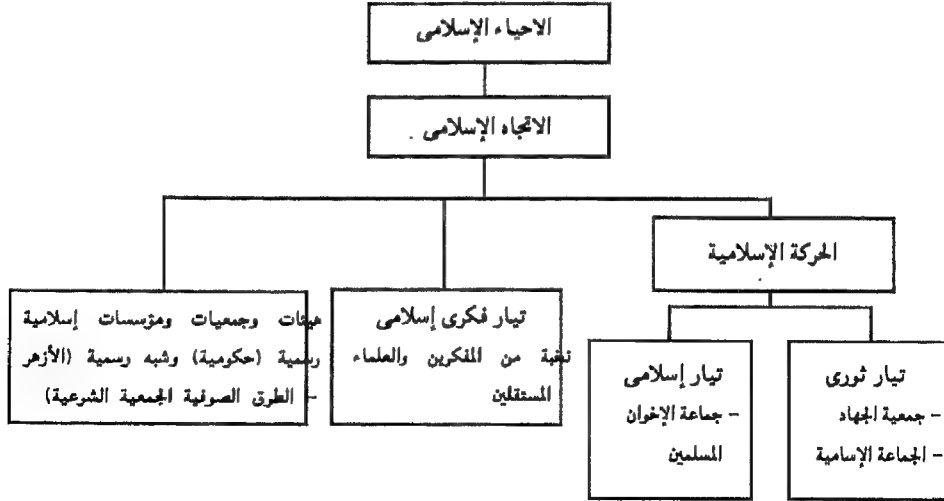 الاحياء الإسلامى
الاتجاه الإسلامى
الحركة الإسلامية
تيار ثورى
– جمعية الجهاد
– الجماعة الإسامية
تيار إسلامى
– جماعة الإخوان
المسلمين
تيار فكرى إسلامى
نخبة من المفكرين والعلماء
المستقلين
هيئات وجمعيات ومؤسسات إسلامية
رسمية (حكومية) وشبه رسمية (الأزهر
– الطرق الصوفية الجمعية الشرعية)